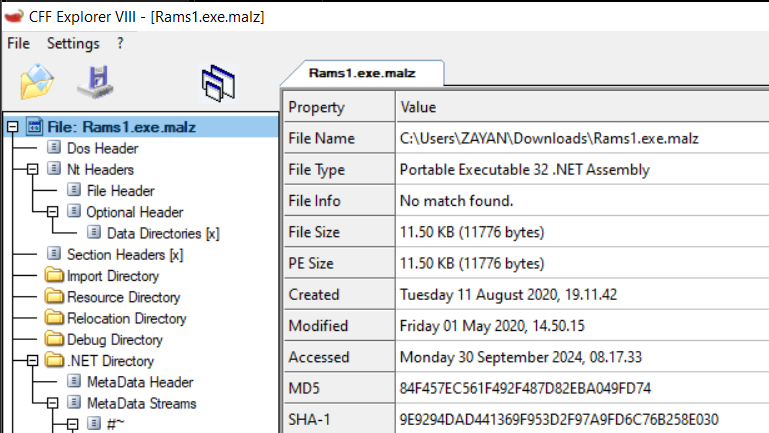 CFF Explorer VIII - [Rams1.exe.malz]
File Settings ?
Rams1.exe.malz
File: Rams1.exe.malz
Dos Header
Nt Headers
File Header
Optional Header
Data Directories [x]
Section Headers [x]
Import Directory
Resource Directory
Relocation Directory
Debug Directory
.NET Directory
MetaData Header
MetaData Streams
#~
Property Value
File Name C:\Users\ZAYAN\Downloads\Rams1.exe.malz
File Type Portable Executable 32 .NET Assembly
File Info No match found.
File Size 11.50 KB (11776 bytes)
PE Size 11.50 KB (11776 bytes)
Created Tuesday 11 August 2020, 19.11.42
Modified Friday 01 May 2020, 14.50.15
Accessed Monday 30 September 2024, 08.17.33
MD5 84F457EC561F492F487D82EBA049FD74
SHA-1 9E9294DAD441369F953D2F97A9FD6C76B258E030